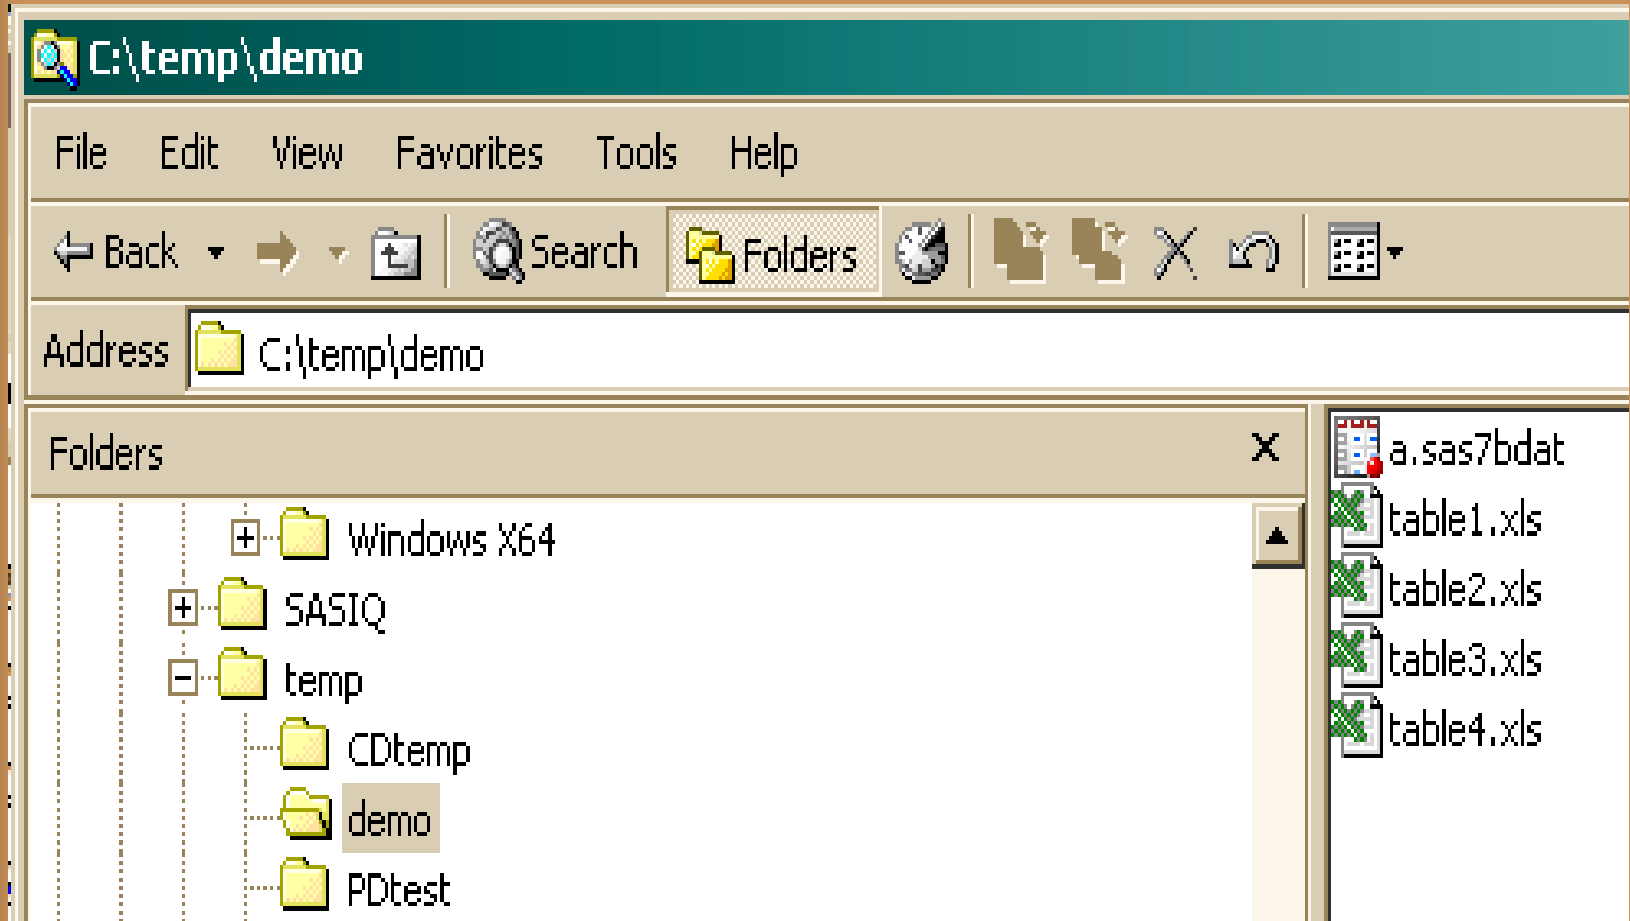 C:\temp\demo
File Edit View Favorites Tools Help
Back Search Folders
Address C:\temp\demo
Folders
Windows X64
SASIQ
temp
CDtemp
demo
PDtest
a.sas7bdat
table1.xls
table2.xls
table3.xls
table4.xls